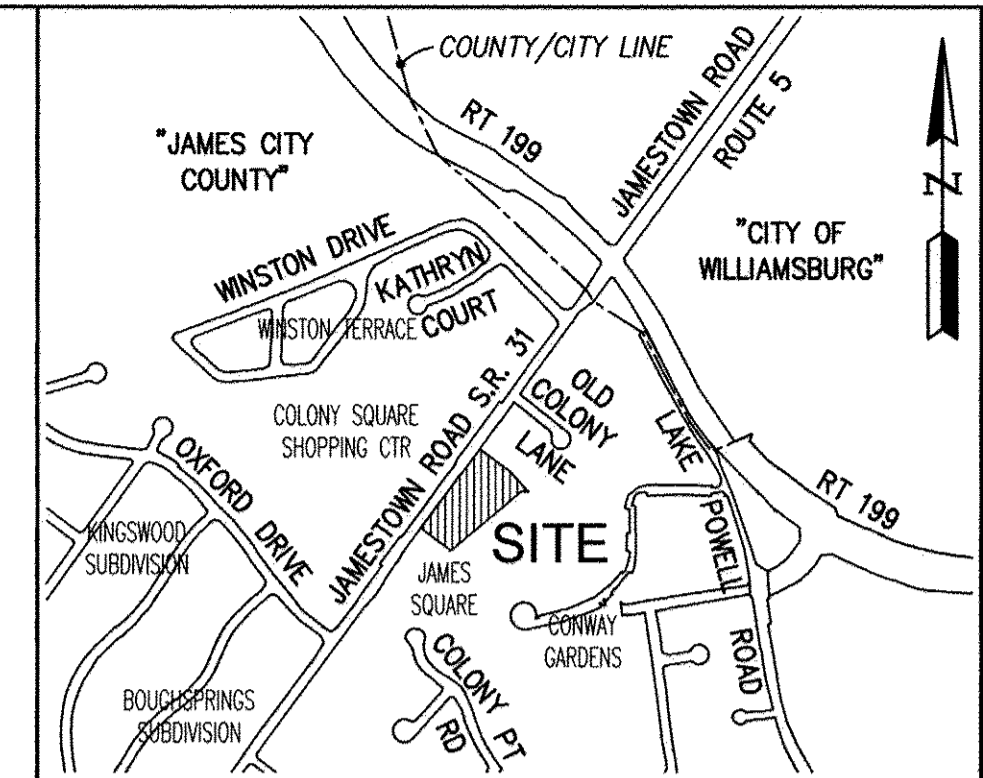 COUNTY/CITY LINE
JAMESTOWN ROAD
ROUTE 5
RT 199
"JAMES CITY
COUNTY"
N
"CITY OF
WILLIAMSBURG"
WINSTON DRIVE
KATHRYN
COURT
WINSTON TERRACE
JAMESTOWN ROAD S.R. 31
OLD
COLONY
LANE
COLONY SQUARE
SHOPPING CTR
OXFORD DRIVE
LAKE
POWELL
ROAD
RT 199
KINGSWOOD
SUBDIVISION
SITE
JAMES
SQUARE
CONWAY
GARDENS
COLONY PT
RD
BOUGHSPRINGS
SUBDIVISION